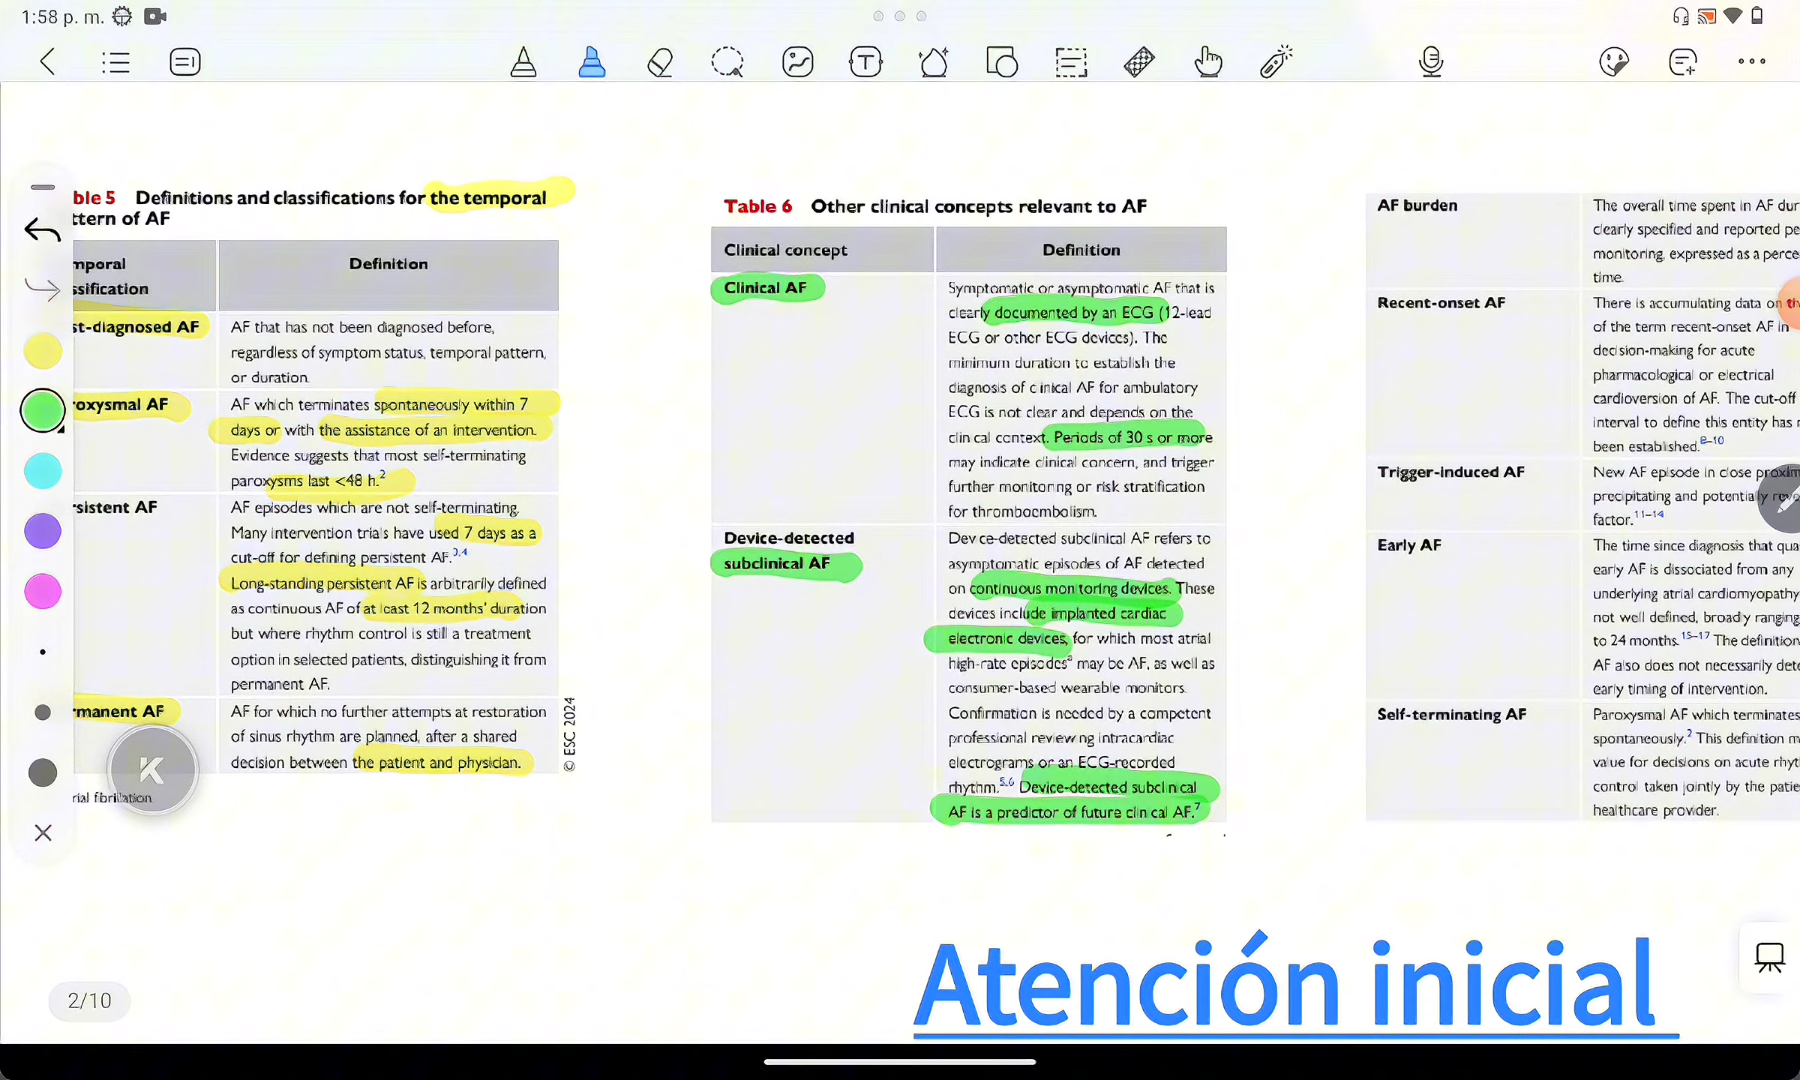 1:58 p. m.
ble 5 Definitions and classifications for the temporal
ttern of AF
mporal
ssification
Definition
st-diagnosed AF
AF that has not been diagnosed before,
regardless of symptom status, temporal pattern,
or duration.
roxysmal AF
AF which terminates spontaneously within 7
days or with the assistance of an intervention.
Evidence suggests that most self-terminating
paroxysms last <48 h.2
rsistent AF
AF episodes which are not self-terminating.
Many intervention trials have used 7 days as a
cut-off for defining persistent AF.3,4
Long-standing persistent AF is arbitrarily defined
as continuous AF of at least 12 months' duration
but where rhythm control is still a treatment
option in selected patients, distinguishing it from
permanent AF.
rmanent AF
AF for which no further attempts at restoration
of sinus rhythm are planned, after a shared
decision between the patient and physician.
© ESC 2024
rial fibrillation
K
2/10
Table 6 Other clinical concepts relevant to AF
Clinical concept
Definition
Clinical AF
Symptomatic or asymptomatic AF that is
clearly documented by an ECG (12-lead
ECG or other ECG devices). The
minimum duration to establish the
diagnosis of clinical AF for ambulatory
ECG is not clear and depends on the
clinical context. Periods of 30 s or more
may indicate clinical concern, and trigger
further monitoring or risk stratification
for thromboembolism.
Device-detected
subclinical AF
Device-detected subclinical AF refers to
asymptomatic episodes of AF detected
on continuous monitoring devices. These
devices include implanted cardiac
electronic devices, for which most atrial
high-rate episodesa may be AF, as well as
consumer-based wearable monitors.
Confirmation is needed by a competent
professional reviewing intracardiac
electrograms or an ECG-recorded
rhythm.5,6 Device-detected subclinical
AF is a predictor of future clinical AF.7
AF burden
The overall time spent in AF dur
clearly specified and reported pe
monitoring, expressed as a perce
time.
Recent-onset AF
There is accumulating data on th
of the term recent-onset AF in
decision-making for acute
pharmacological or electrical
cardioversion of AF. The cut-off
interval to define this entity has n
been established.8–10
Trigger-induced AF
New AF episode in close proxim
precipitating and potentially reve
factor.11–14
Early AF
The time since diagnosis that qua
early AF is dissociated from any
underlying atrial cardiomyopathy
not well defined, broadly ranging
to 24 months.15–17 The definition
AF also does not necessarily dete
early timing of intervention.
Self-terminating AF
Paroxysmal AF which terminates
spontaneously.2 This definition m
value for decisions on acute rhyt
control taken jointly by the patie
healthcare provider.
Atención inicial